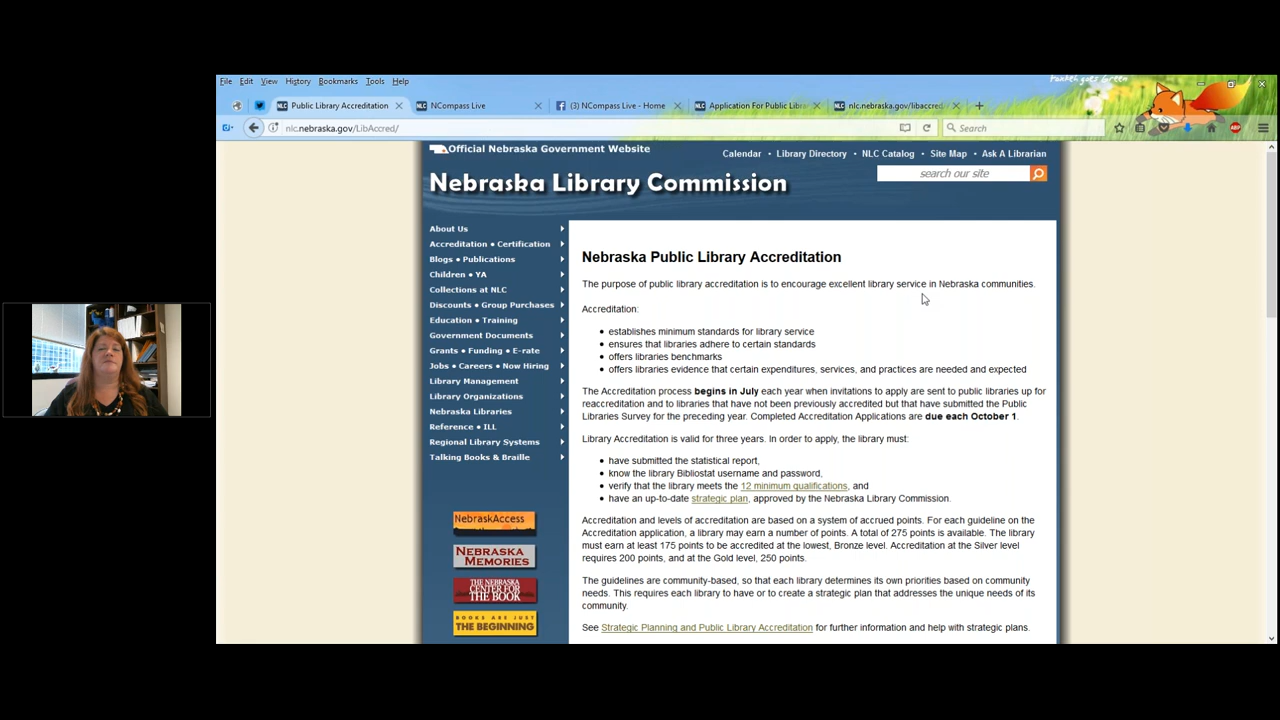 foxkeh goes Green
File Edit View History Bookmarks Tools Help
Public Library Accreditation
NCompass Live
(3) NCompass Live - Home
Application For Public Libra
nlc.nebraska.gov/libaccred/
nlc.nebraska.gov/LibAccred/
Search
ABP
Official Nebraska Government Website
Calendar • Library Directory • NLC Catalog • Site Map • Ask A Librarian
Nebraska Library Commission
search our site
About Us
Accreditation • Certification
Blogs • Publications
Children • YA
Collections at NLC
Discounts • Group Purchases
Education • Training
Government Documents
Grants • Funding • E-rate
Jobs • Careers • Now Hiring
Library Management
Library Organizations
Nebraska Libraries
Reference • ILL
Regional Library Systems
Talking Books & Braille
NebraskAccess
NEBRASKA
MEMORIES
THE NEBRASKA
CENTER FOR
THE BOOK
BOOKS ARE JUST
THE BEGINNING
Nebraska Public Library Accreditation
The purpose of public library accreditation is to encourage excellent library service in Nebraska communities.
Accreditation:
• establishes minimum standards for library service
• ensures that libraries adhere to certain standards
• offers libraries benchmarks
• offers libraries evidence that certain expenditures, services, and practices are needed and expected
The Accreditation process begins in July each year when invitations to apply are sent to public libraries up for
reaccreditation and to libraries that have not been previously accredited but that have submitted the Public
Libraries Survey for the preceding year. Completed Accreditation Applications are due each October 1.
Library Accreditation is valid for three years. In order to apply, the library must:
• have submitted the statistical report,
• know the library Bibliostat username and password,
• verify that the library meets the 12 minimum qualifications, and
• have an up-to-date strategic plan, approved by the Nebraska Library Commission.
Accreditation and levels of accreditation are based on a system of accrued points. For each guideline on the
Accreditation application, a library may earn a number of points. A total of 275 points is available. The library
must earn at least 175 points to be accredited at the lowest, Bronze level. Accreditation at the Silver level
requires 200 points, and at the Gold level, 250 points.
The guidelines are community-based, so that each library determines its own priorities based on community
needs. This requires each library to have or to create a strategic plan that addresses the unique needs of its
community.
See Strategic Planning and Public Library Accreditation for further information and help with strategic plans.